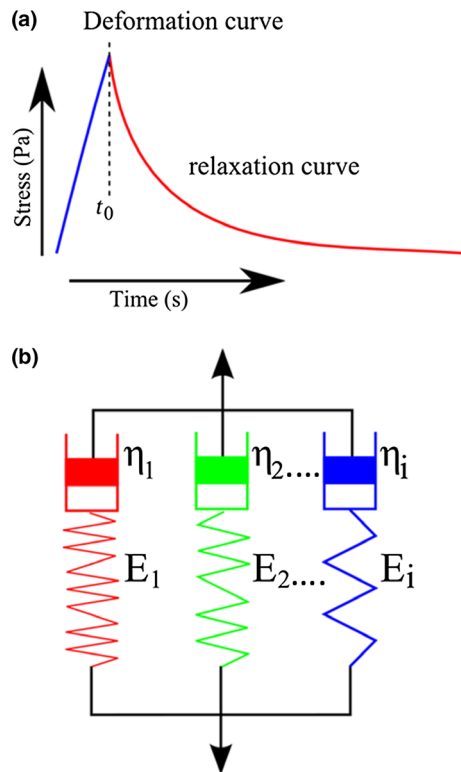 (a)
Deformation curve
Stress (Pa)
relaxation curve
t₀
Time (s)
(b)
η₁ η₂.... ηᵢ
E₁ E₂.... Eᵢ